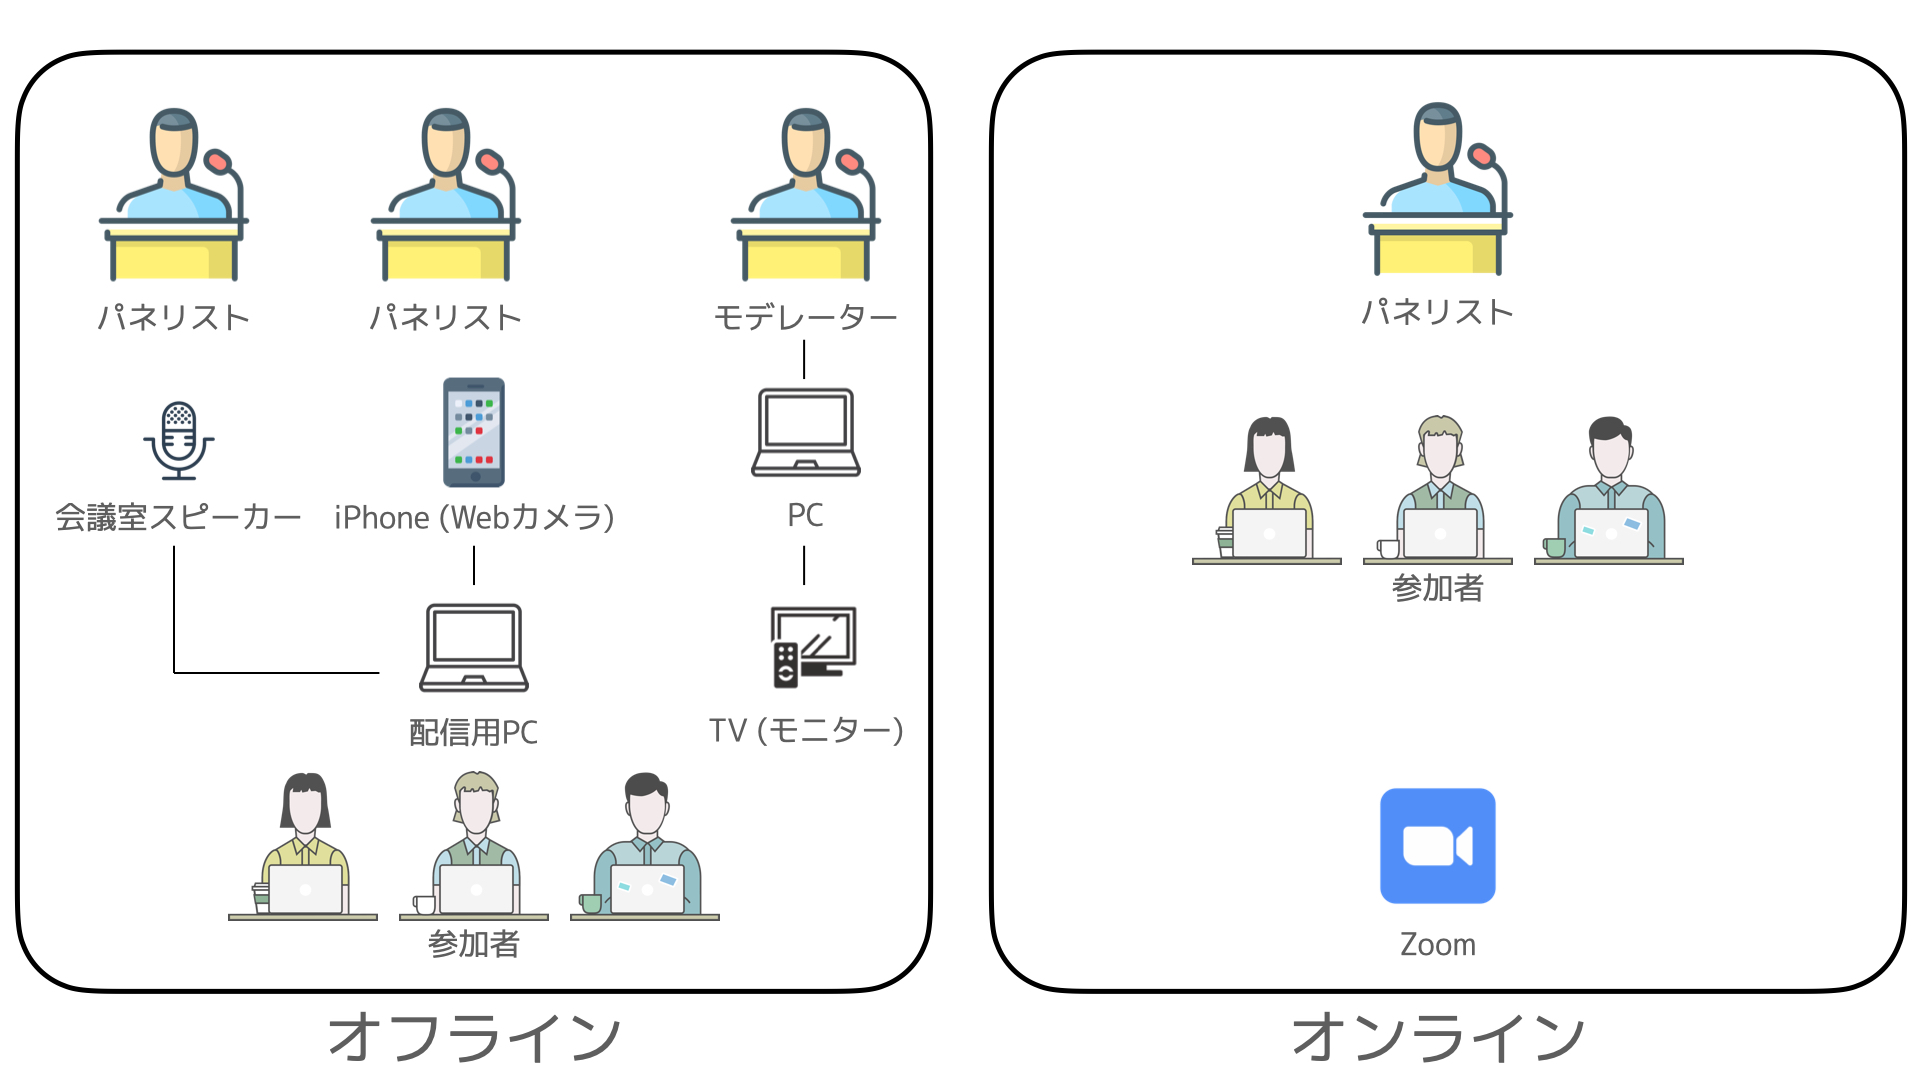 パネリスト
パネリスト
モデレーター
会議室スピーカー
iPhone (Webカメラ)
PC
配信用PC
TV (モニター)
参加者
オフライン
パネリスト
参加者
Zoom
オンライン